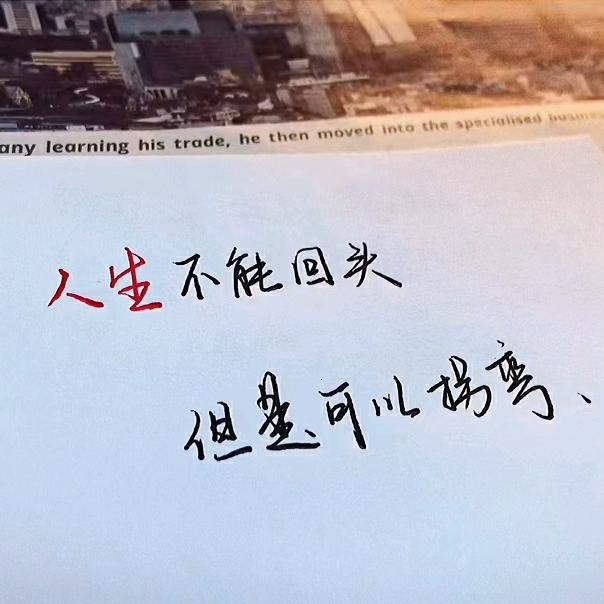 any learning his trade, he then moved into the specialised busine
人生不能回头
但是可以拐弯、